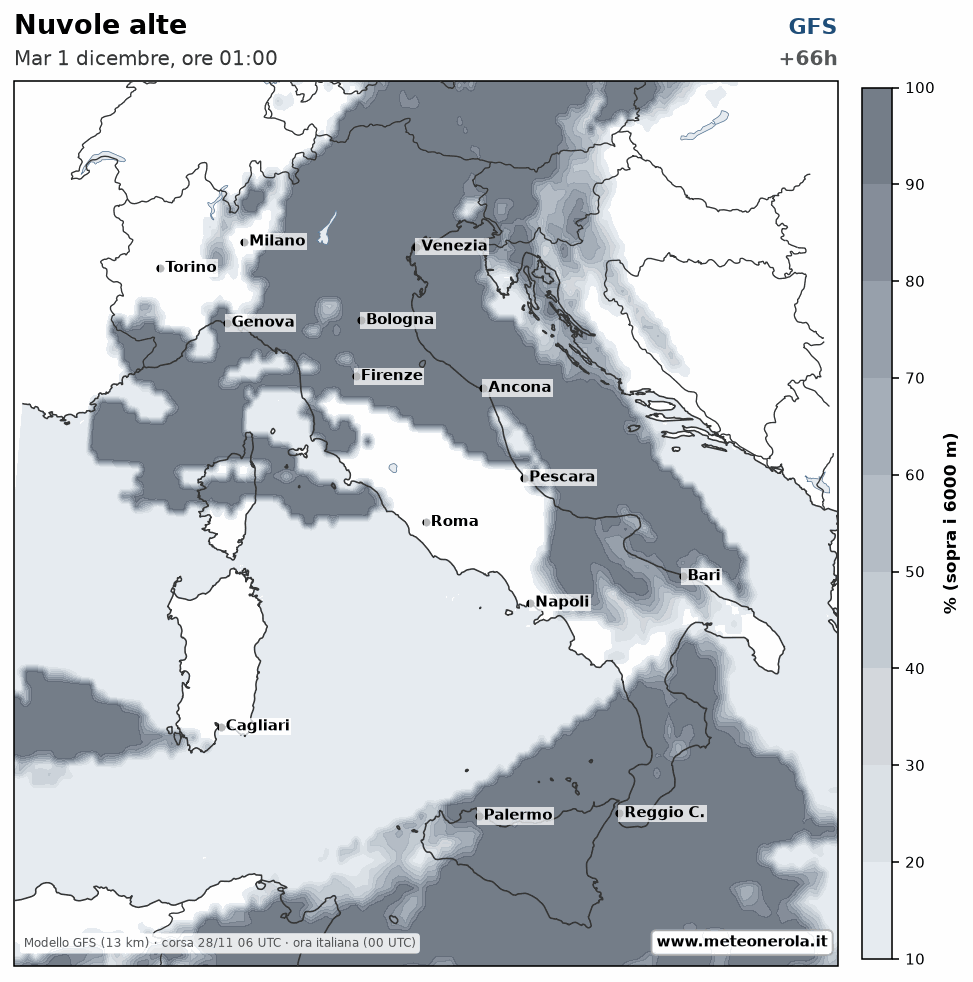 Nuvole alte
GFS
Mar 1 dicembre, ore 01:00
+66h
Milano
Venezia
Torino
Genova
Bologna
Firenze
Ancona
Pescara
Roma
Bari
Napoli
Cagliari
Palermo
Reggio C.
Modello GFS (13 km) · corsa 28/11 06 UTC · ora italiana (00 UTC)
www.meteonerola.it
100
90
80
70
60
50
40
30
20
10
% (sopra i 6000 m)